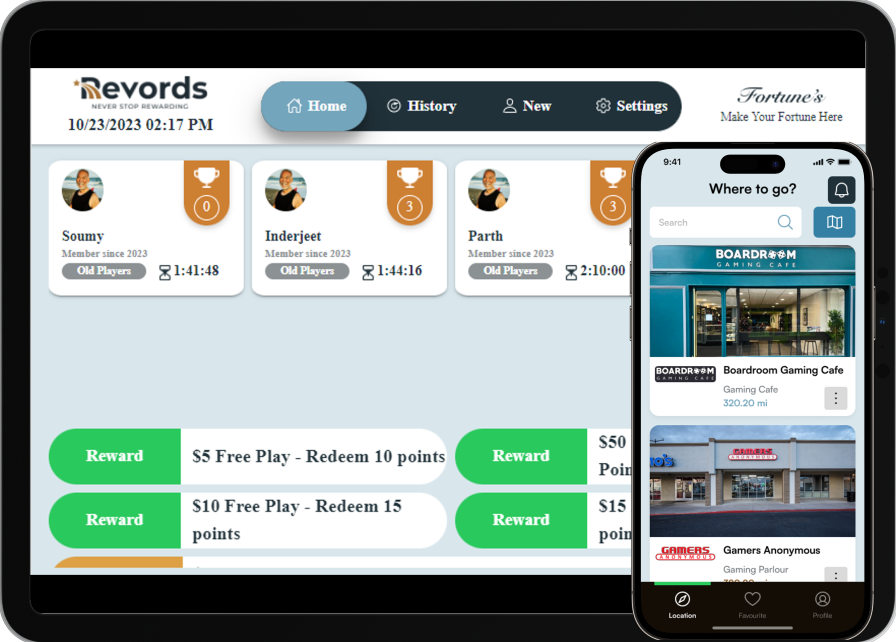 Revords
NEVER STOP REWARDING
10/23/2023 02:17 PM
Home
History
New
Settings
Fortune's
Make Your Fortune Here
0
Soumy
Member since 2023
Old Players
1:41:48
3
Inderjeet
Member since 2023
Old Players
1:44:16
3
Parth
Member since 2023
Old Players
2:10:00
Reward
$5 Free Play - Redeem 10 points
Reward
$50
Poin
Reward
$10 Free Play - Redeem 15
points
Reward
$15
poin
9:41
Where to go?
Search
BOARDROOM
GAMING CAFE
BOARDROOM
GAMING CAFE
Boardroom Gaming Cafe
Gaming Cafe
320.20 mi
GAMERS
ANONYMOUS
GAMERS
ANONYMOUS
Gamers Anonymous
Gaming Parlour
Location
Favourite
Profile